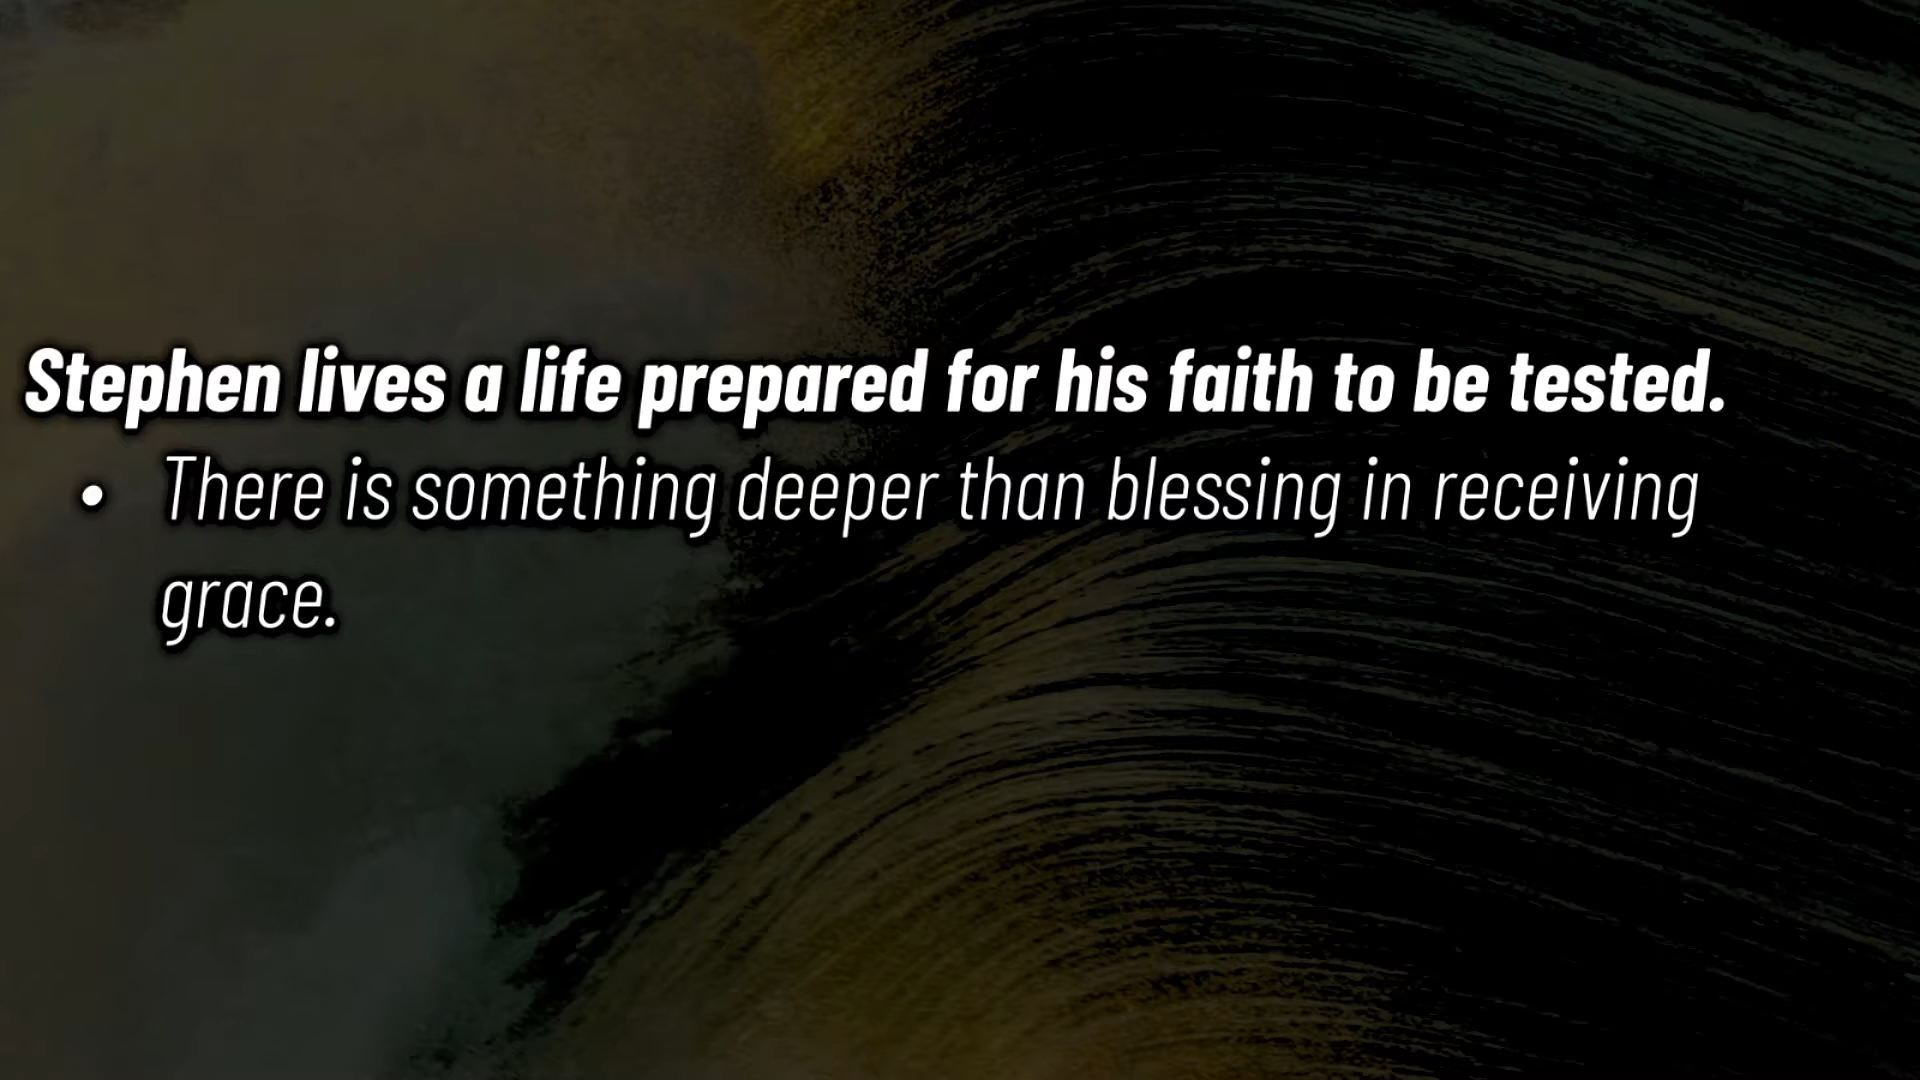 Stephen lives a life prepared for his faith to be tested.
• There is something deeper than blessing in receiving
grace.